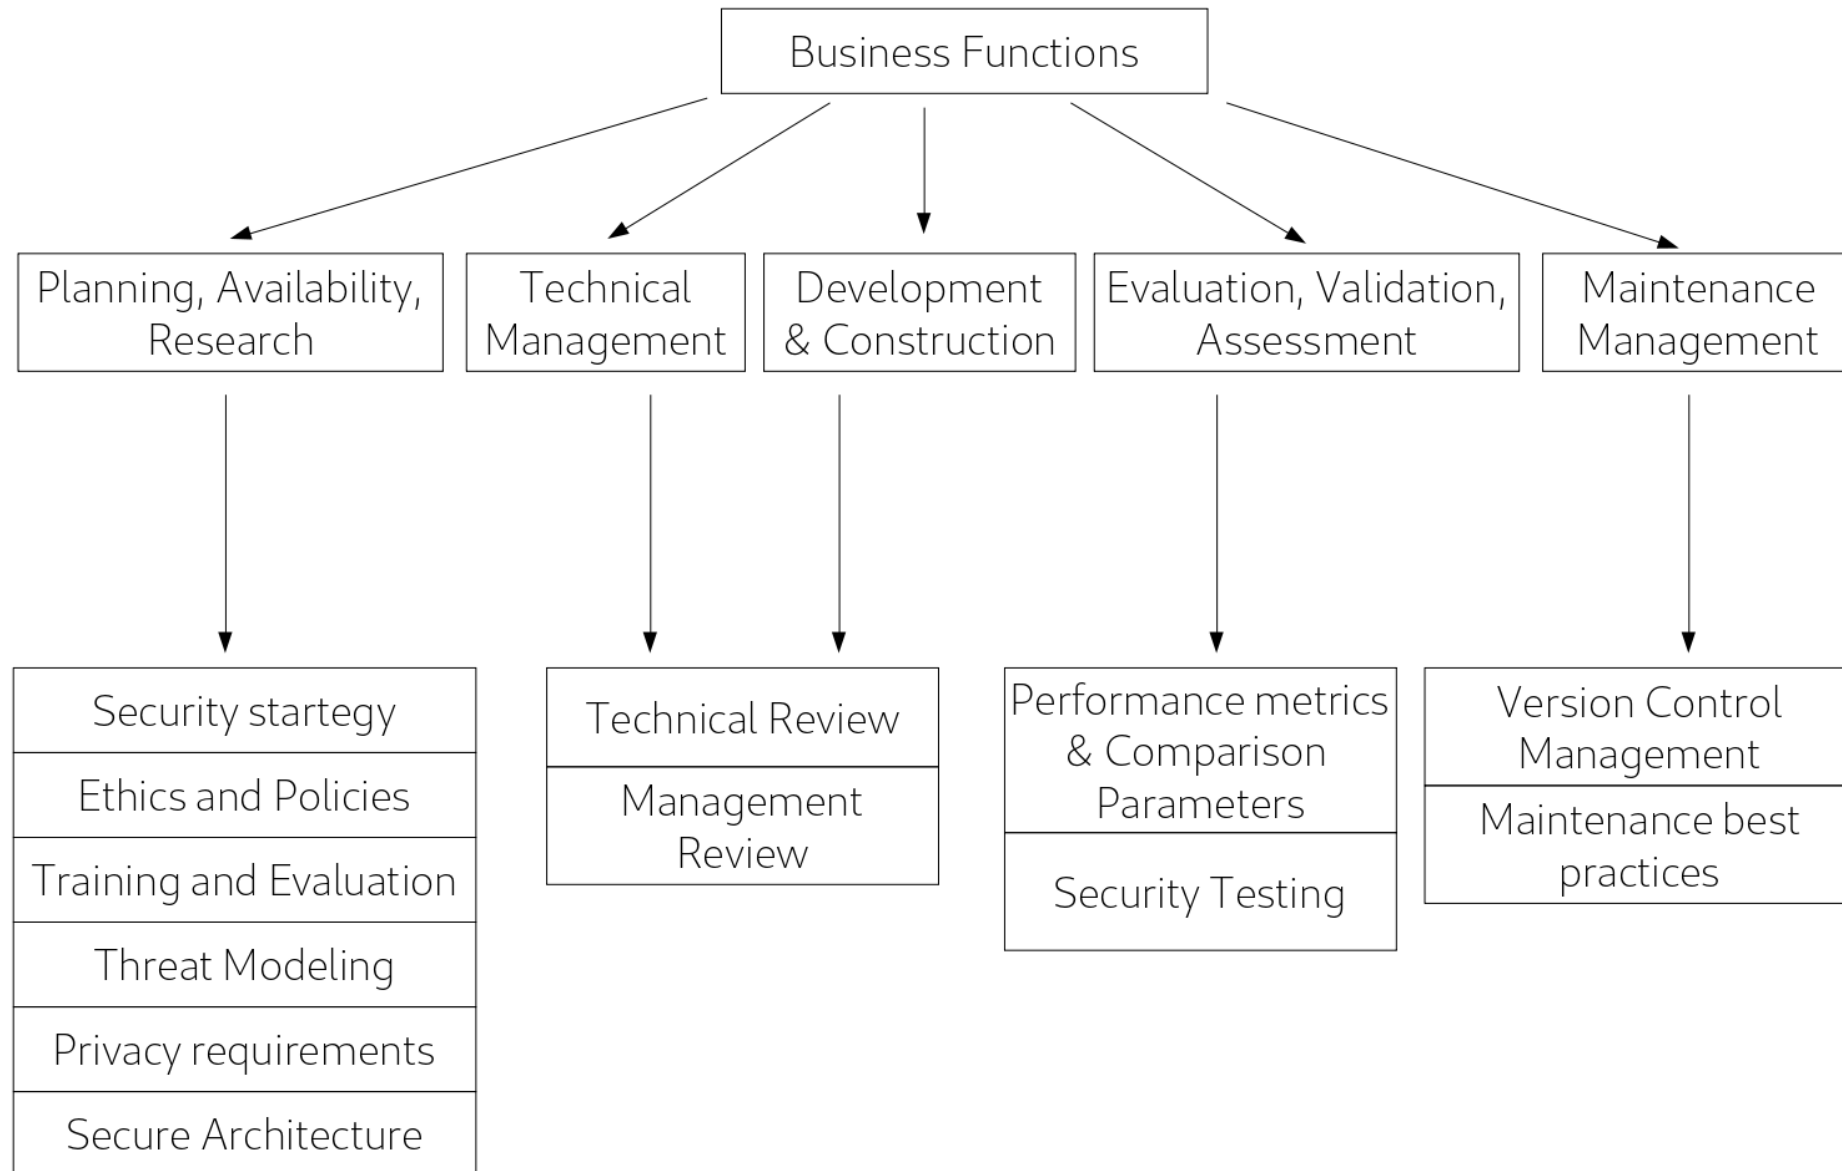 Business Functions
Planning, Availability,
Research
Technical
Management
Development
& Construction
Evaluation, Validation,
Assessment
Maintenance
Management
Security startegy
Ethics and Policies
Training and Evaluation
Threat Modeling
Privacy requirements
Secure Architecture
Technical Review
Management
Review
Performance metrics
& Comparison
Parameters
Security Testing
Version Control
Management
Maintenance best
practices